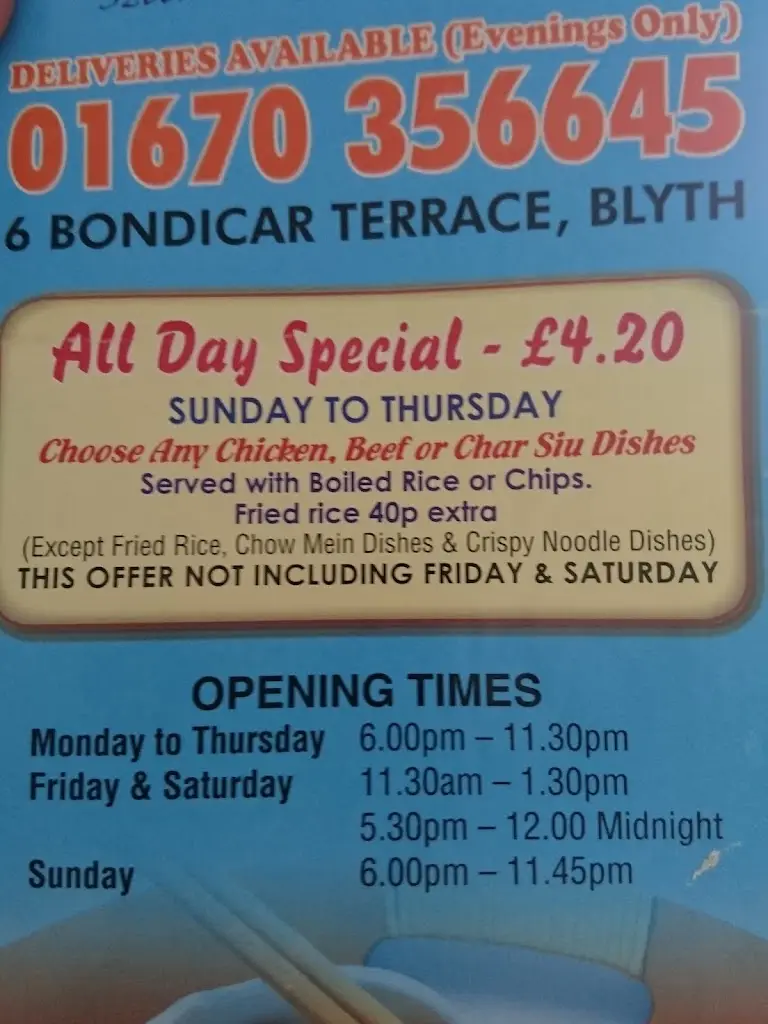 DELIVERIES AVAILABLE (Evenings Only)
01670 356645
6 BONDICAR TERRACE, BLYTH
All Day Special - £4.20
SUNDAY TO THURSDAY
Choose Any Chicken, Beef or Char Siu Dishes
Served with Boiled Rice or Chips.
Fried rice 40p extra
(Except Fried Rice, Chow Mein Dishes & Crispy Noodle Dishes)
THIS OFFER NOT INCLUDING FRIDAY & SATURDAY
OPENING TIMES
Monday to Thursday 6.00pm – 11.30pm
Friday & Saturday 11.30am – 1.30pm
5.30pm – 12.00 Midnight
Sunday 6.00pm – 11.45pm